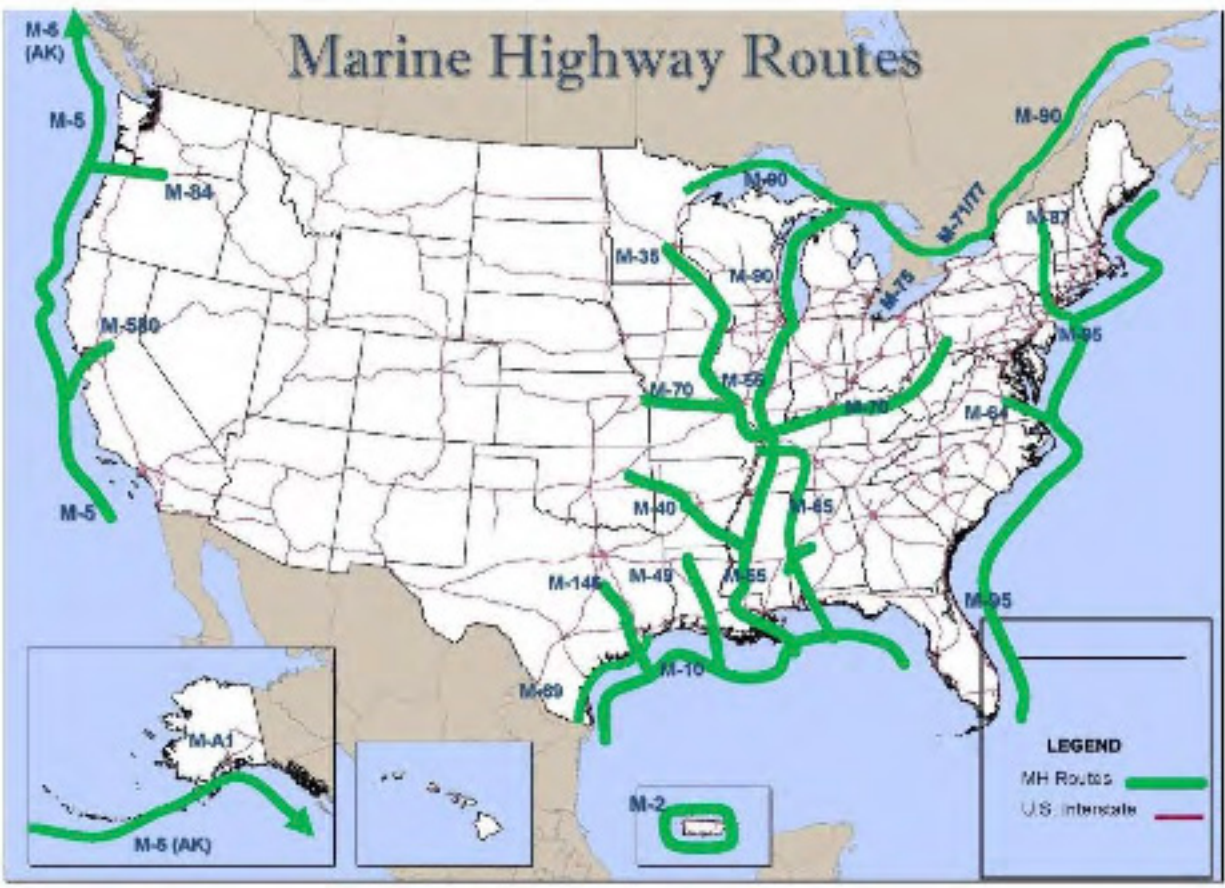 Marine Highway Routes
M-5
(AK)
M-5
M-84
M-580
M-5
M-90
M-90
M-71/77
M-87
M-35
M-90
M-75
M-95
M-55
M-70
M-70
M-64
M-40
M-65
M-146
M-49
M-55
M-95
M-10
M-69
M-A1
M-5 (AK)
M-2
LEGEND
MH Routes
U.S. Interstate